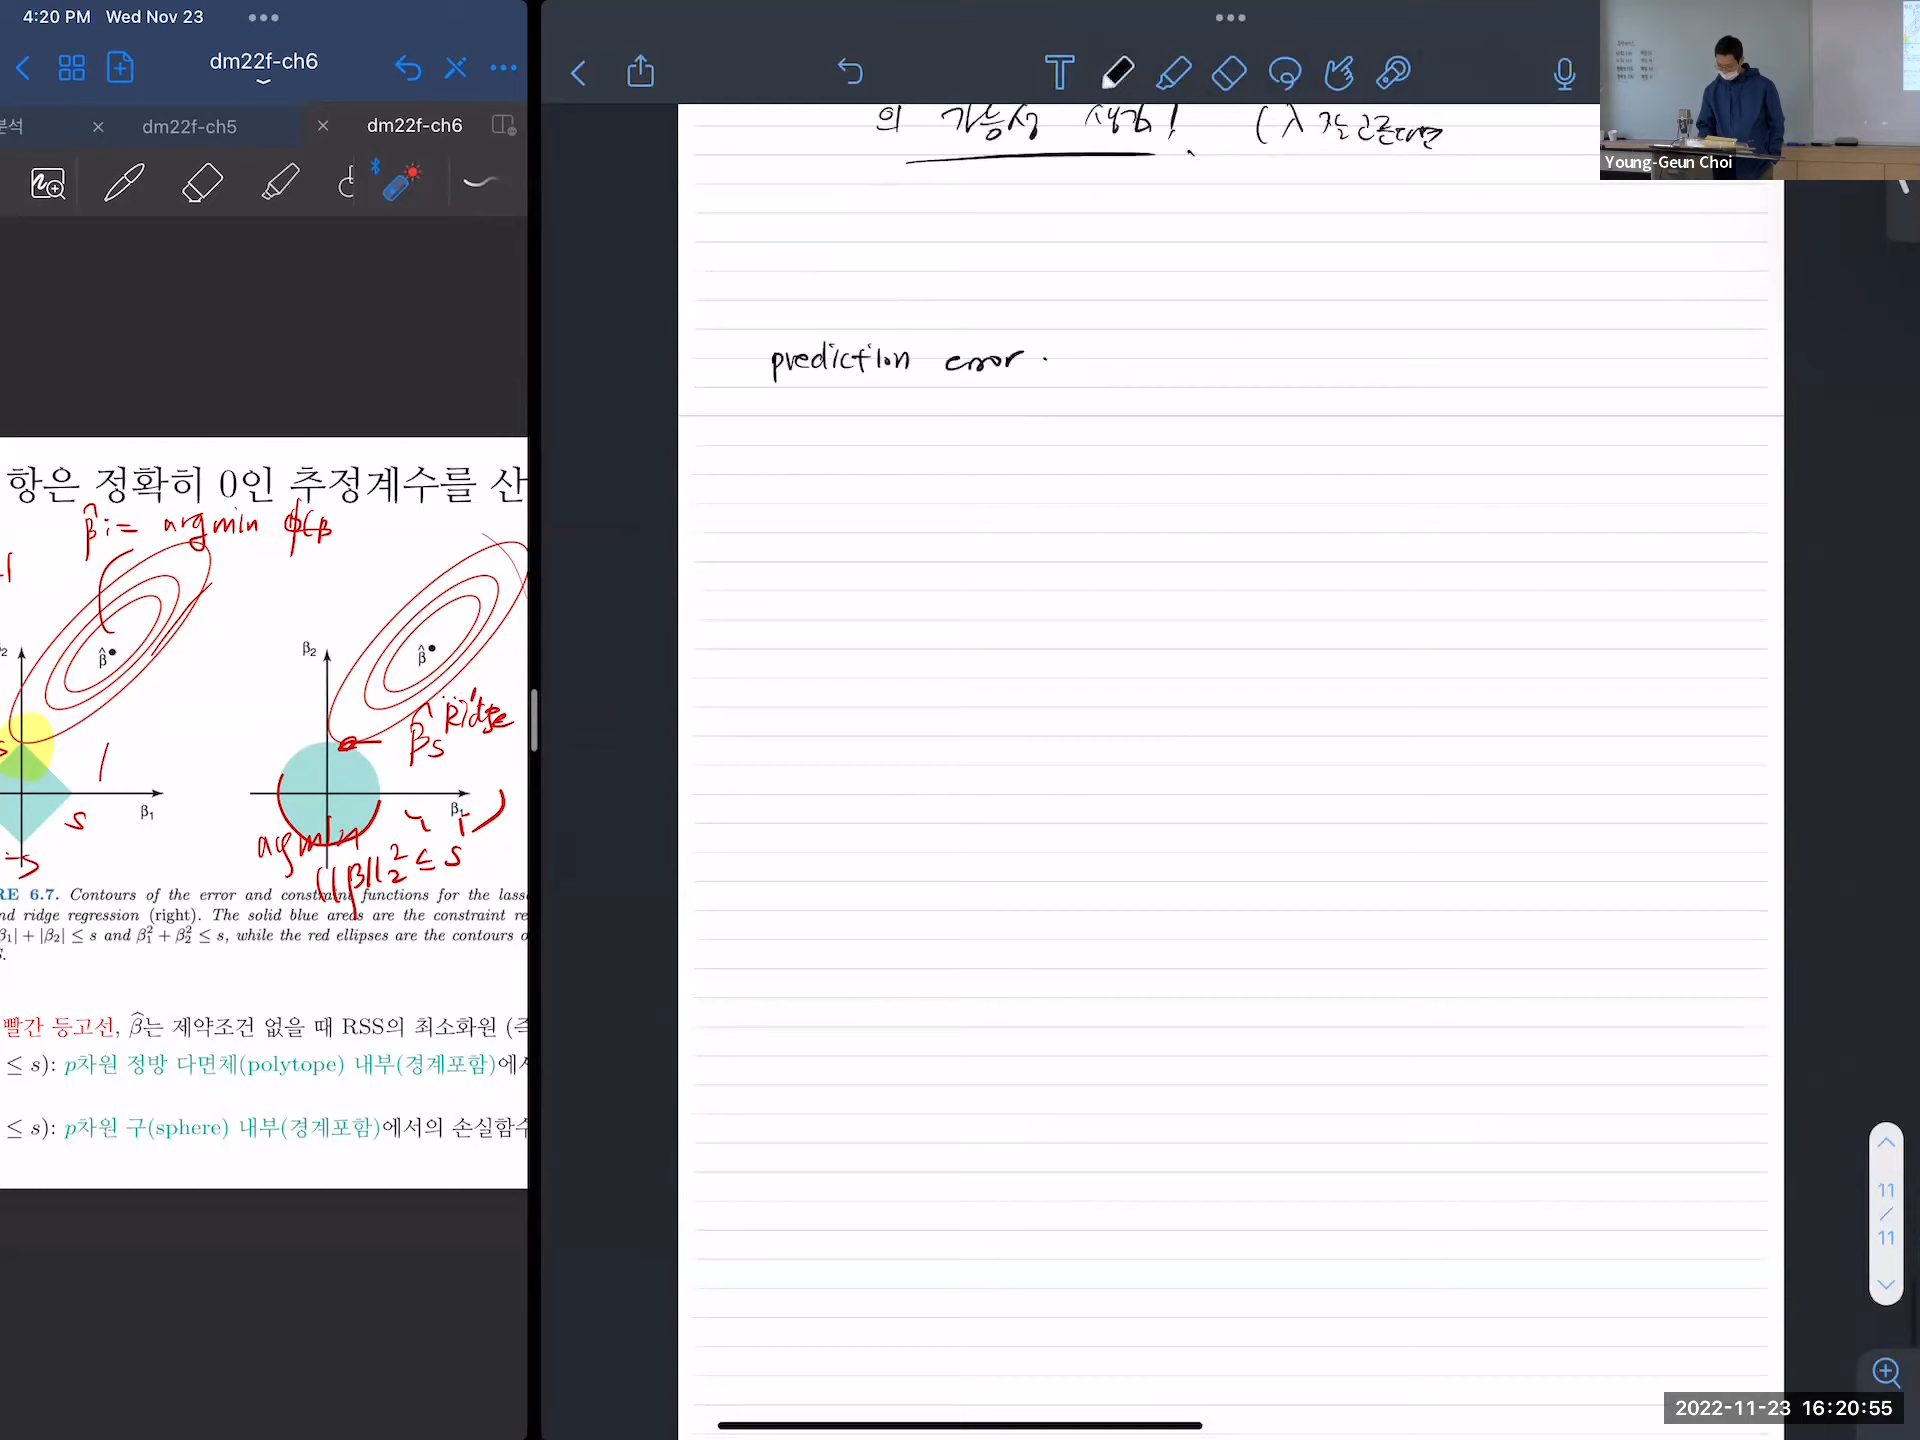 4:20 PM Wed Nov 23
dm22f-ch6
분석
dm22f-ch5
dm22f-ch6
의 가능성 생김! (λ 잘 고른다면
Young-Geun Choi
prediction error.
항은 정확히 0인 추정계수를 산
β̂ := argmin ϕ(β
β₂
β̂
β₁
s
-s
β₂
β̂
β̂s Ridge
β₁
argmin
||β||₂² ≤ s
RE 6.7. Contours of the error and constraint functions for the lass
nd ridge regression (right). The solid blue areas are the constraint re
β₁| + |β₂| ≤ s and β₁² + β₂² ≤ s, while the red ellipses are the contours o
S.
빨간 등고선, β̂는 제약조건 없을 때 RSS의 최소화원 (즉
≤ s): p차원 정방 다면체(polytope) 내부(경계포함)에서
≤ s): p차원 구(sphere) 내부(경계포함)에서의 손실함수
11
/
11
2022-11-23 16:20:55